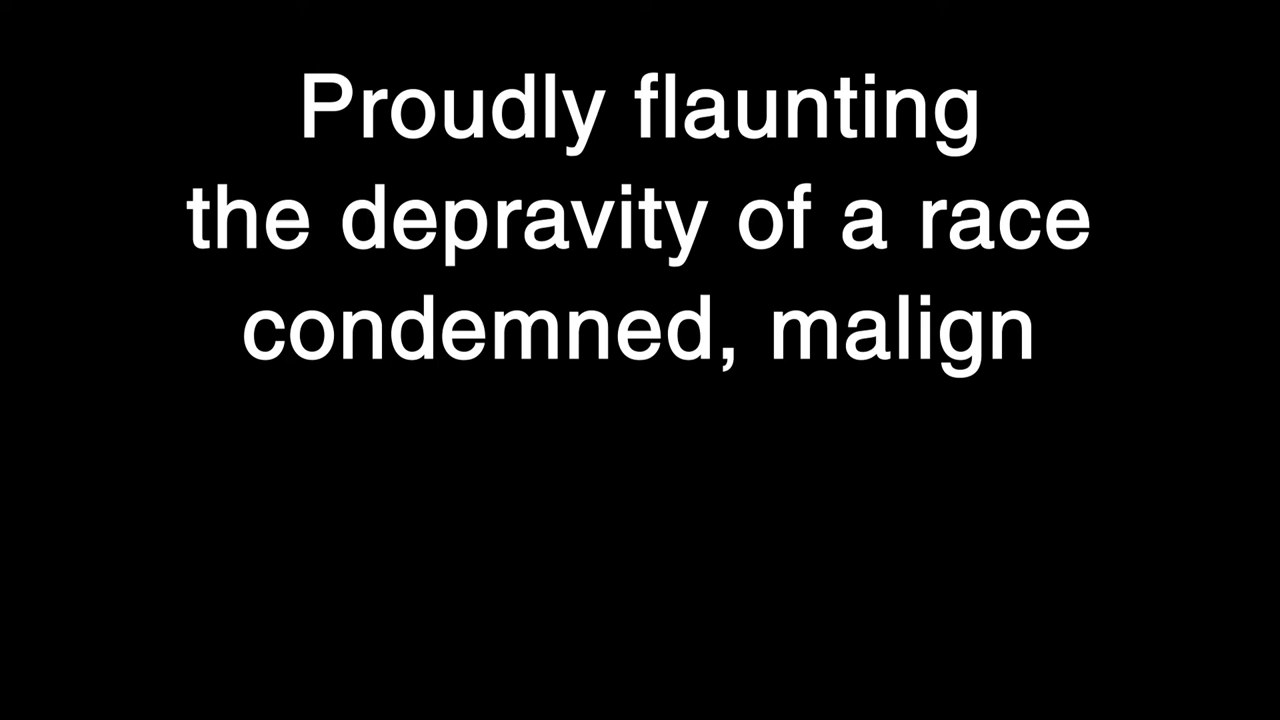 Proudly flaunting
the depravity of a race
condemned, malign